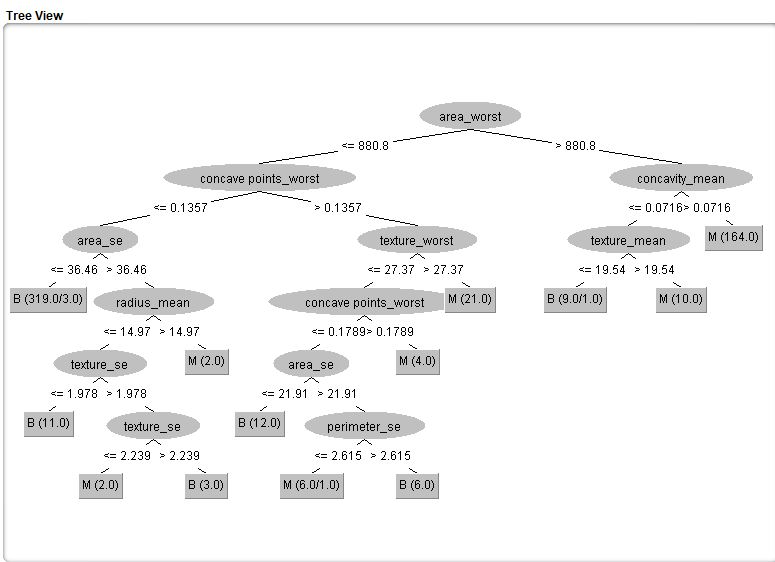 Tree View
area_worst
<= 880.8 > 880.8
concave points_worst concavity_mean
<= 0.1357 > 0.1357 <= 0.0716 > 0.0716
area_se texture_worst texture_mean M (164.0)
<= 36.46 > 36.46 <= 27.37 > 27.37 <= 19.54 > 19.54
B (319.0/3.0) radius_mean concave points_worst M (21.0) B (9.0/1.0) M (10.0)
<= 14.97 > 14.97 <= 0.1789 > 0.1789
texture_se M (2.0) area_se M (4.0)
<= 1.978 > 1.978 <= 21.91 > 21.91
B (11.0) texture_se B (12.0) perimeter_se
<= 2.239 > 2.239 <= 2.615 > 2.615
M (2.0) B (3.0) M (6.0/1.0) B (6.0)